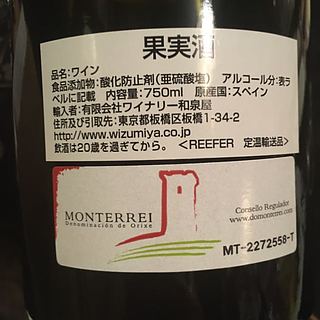 果実酒
品名:ワイン
食品添加物:酸化防止剤(亜硫酸塩) アルコール分:表ラ
ベルに記載 内容量:750ml 原産国:スペイン
輸入者:有限会社ワイナリー和泉屋
住所及び引取先:東京都板橋区板橋1-34-2
http://www.wizumiya.co.jp
飲酒は20歳を過ぎてから。 <REEFER 定温輸送品>
MONTERREI
Denominación de Orixe
Consello Regulador
www.domonterrei.com
MT-2272558-T